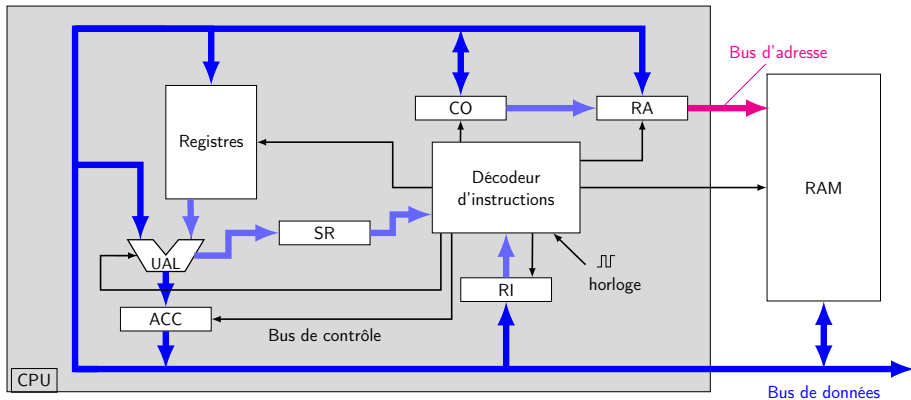 Bus d'adresse
CO
RA
Registres
Décodeur
d'instructions
RAM
SR
UAL
horloge
RI
ACC
Bus de contrôle
CPU
Bus de données